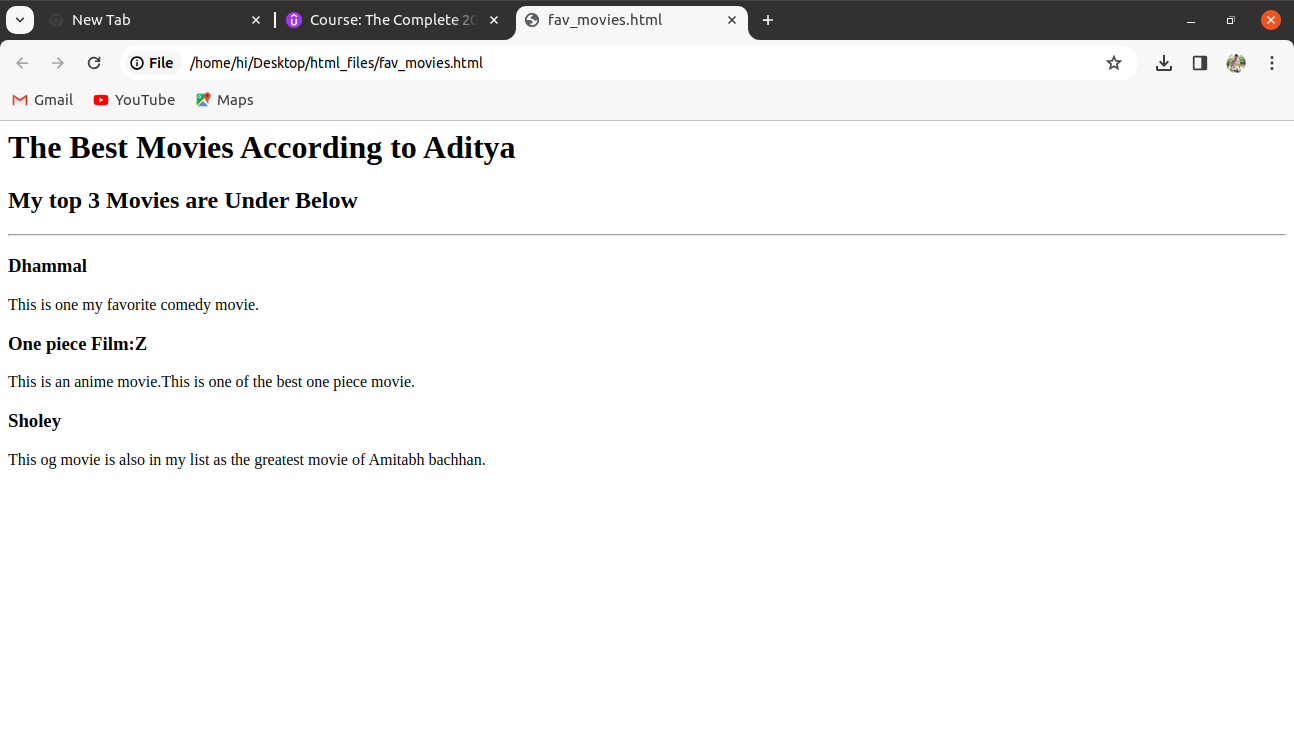 New Tab
Course: The Complete 20
fav_movies.html
File /home/hi/Desktop/html_files/fav_movies.html
Gmail YouTube Maps
The Best Movies According to Aditya
My top 3 Movies are Under Below
Dhammal
This is one my favorite comedy movie.
One piece Film:Z
This is an anime movie.This is one of the best one piece movie.
Sholey
This og movie is also in my list as the greatest movie of Amitabh bachhan.